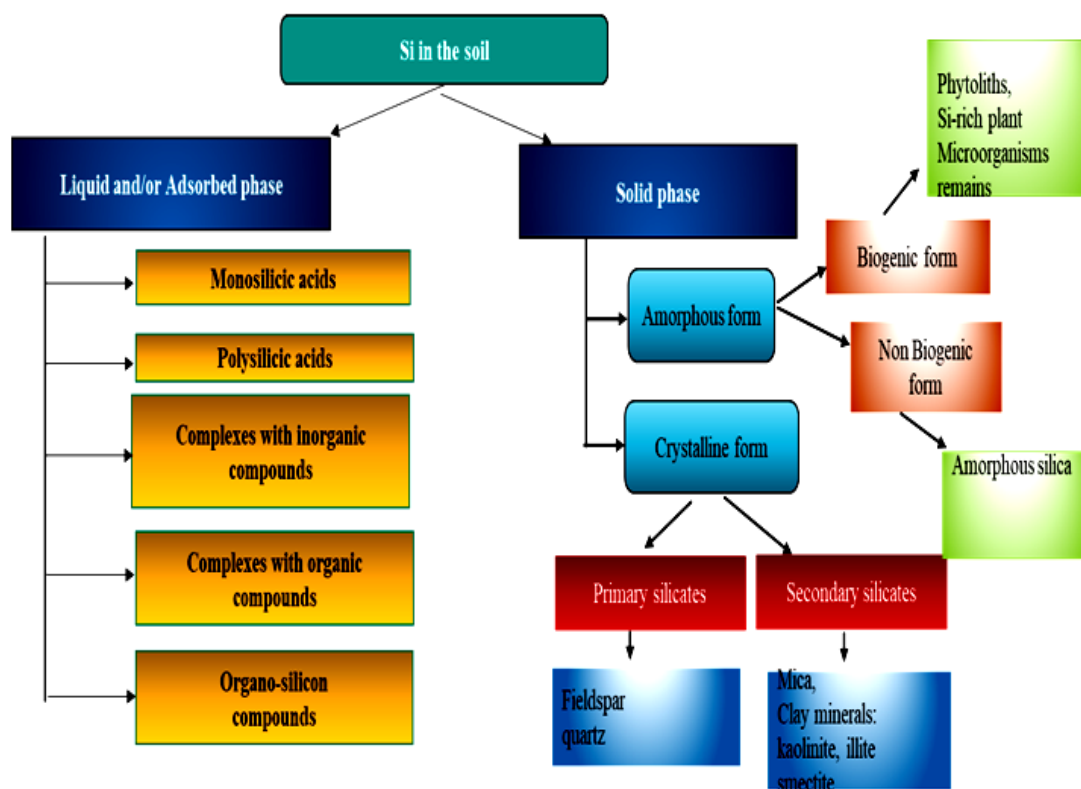 Si in the soil
Liquid and/or Adsorbed phase
Monosilicic acids
Polysilicic acids
Complexes with inorganic
compounds
Complexes with organic
compounds
Organo-silicon
compounds
Solid phase
Amorphous form
Biogenic form
Phytoliths,
Si-rich plant
Microorganisms
remains
Non Biogenic
form
Amorphous silica
Crystalline form
Primary silicates
Fieldspar
quartz
Secondary silicates
Mica,
Clay minerals:
kaolinite, illite
smectite